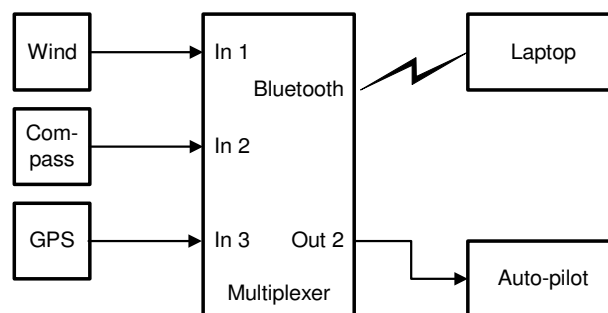 Wind
In 1
Laptop
Bluetooth
Com-
pass
In 2
GPS
In 3
Out 2
Auto-pilot
Multiplexer